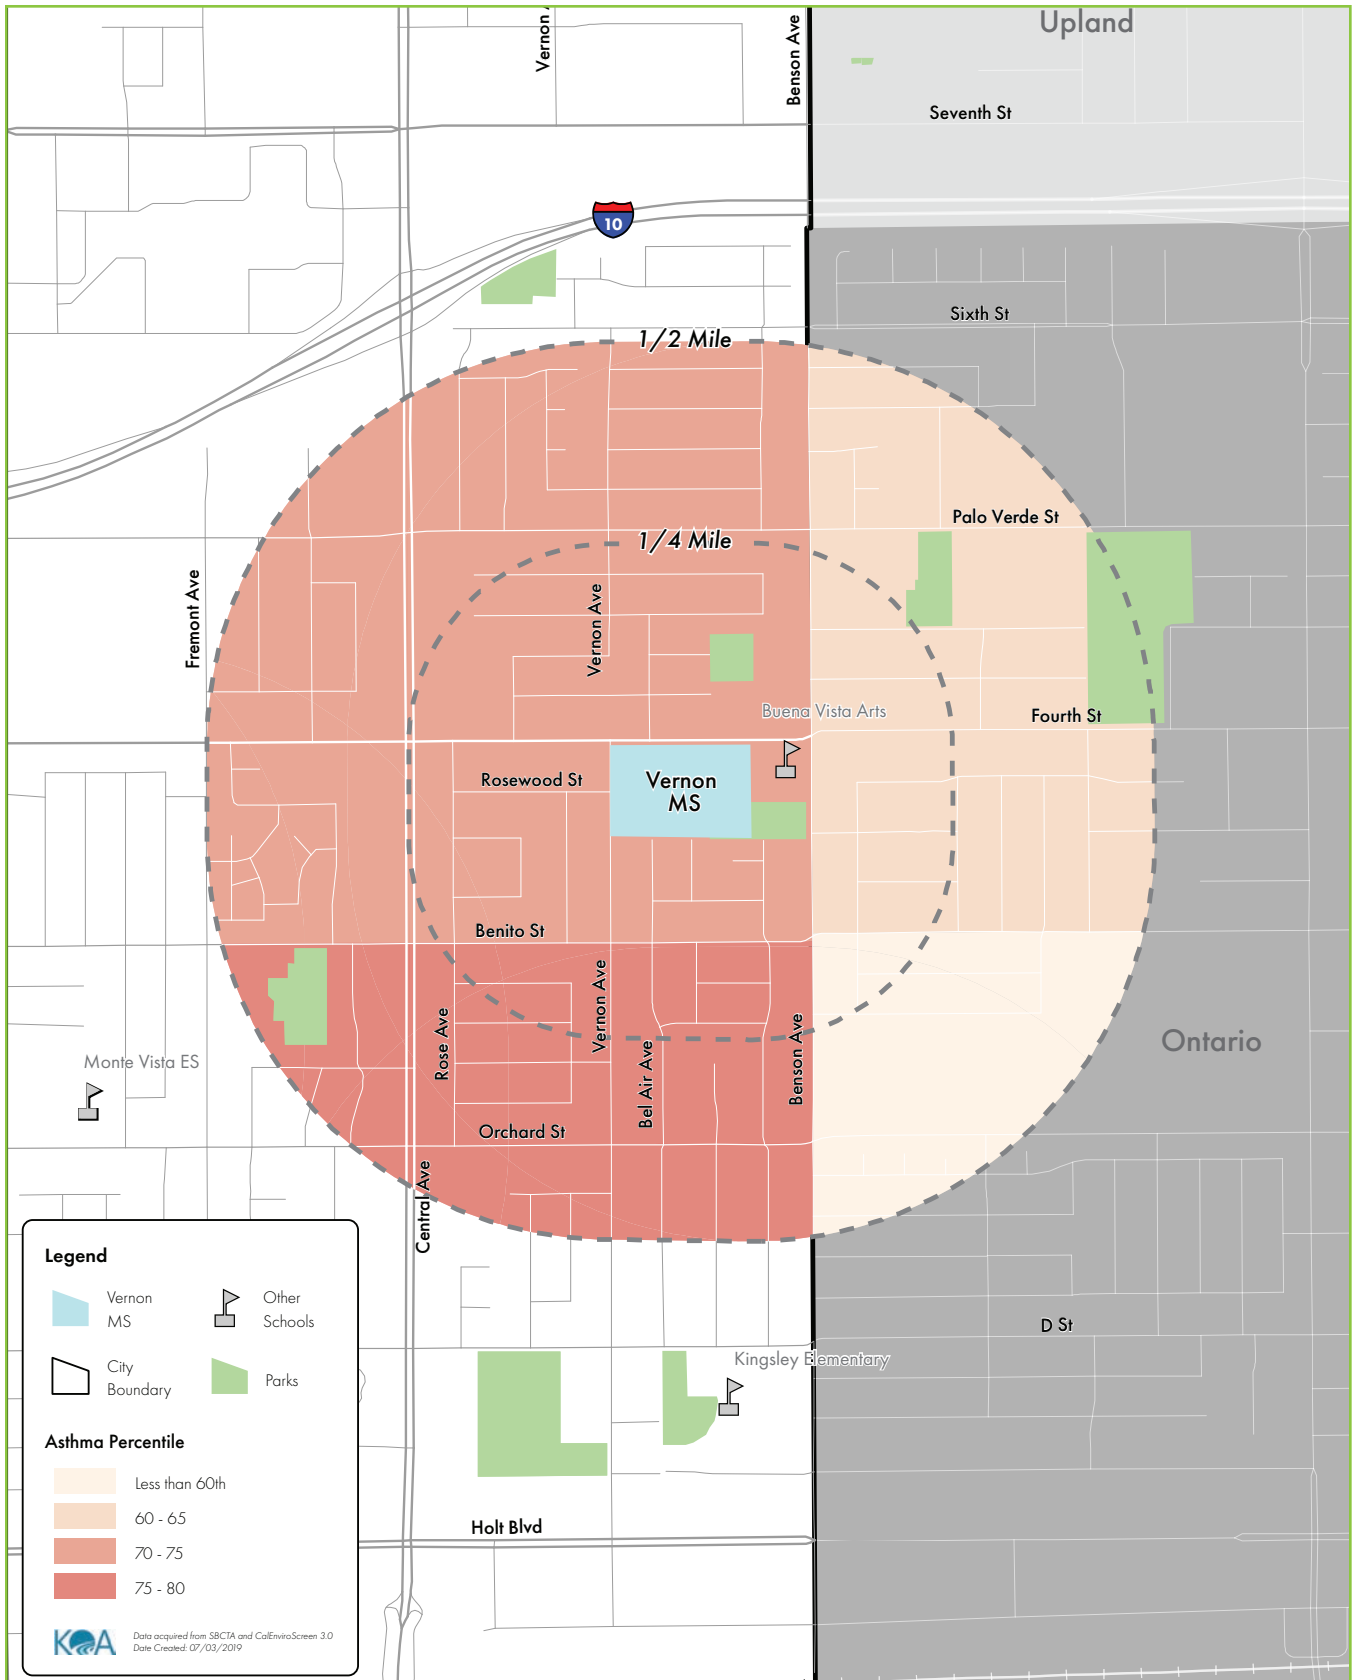 Upland
Vernon A
Benson Ave
Seventh St
10
Sixth St
1/2 Mile
Palo Verde St
1/4 Mile
Fremont Ave
Vernon Ave
Buena Vista Arts
Fourth St
Rosewood St
Vernon
MS
Benito St
Vernon Ave
Rose Ave
Bel Air Ave
Benson Ave
Ontario
Monte Vista ES
Orchard St
Central Ave
D St
Kingsley Elementary
Holt Blvd
Legend
Vernon
MS
Other
Schools
City
Boundary
Parks
Asthma Percentile
Less than 60th
60 - 65
70 - 75
75 - 80
KOA
Data acquired from SBCTA and CalEnviroScreen 3.0
Date Created: 07/03/2019